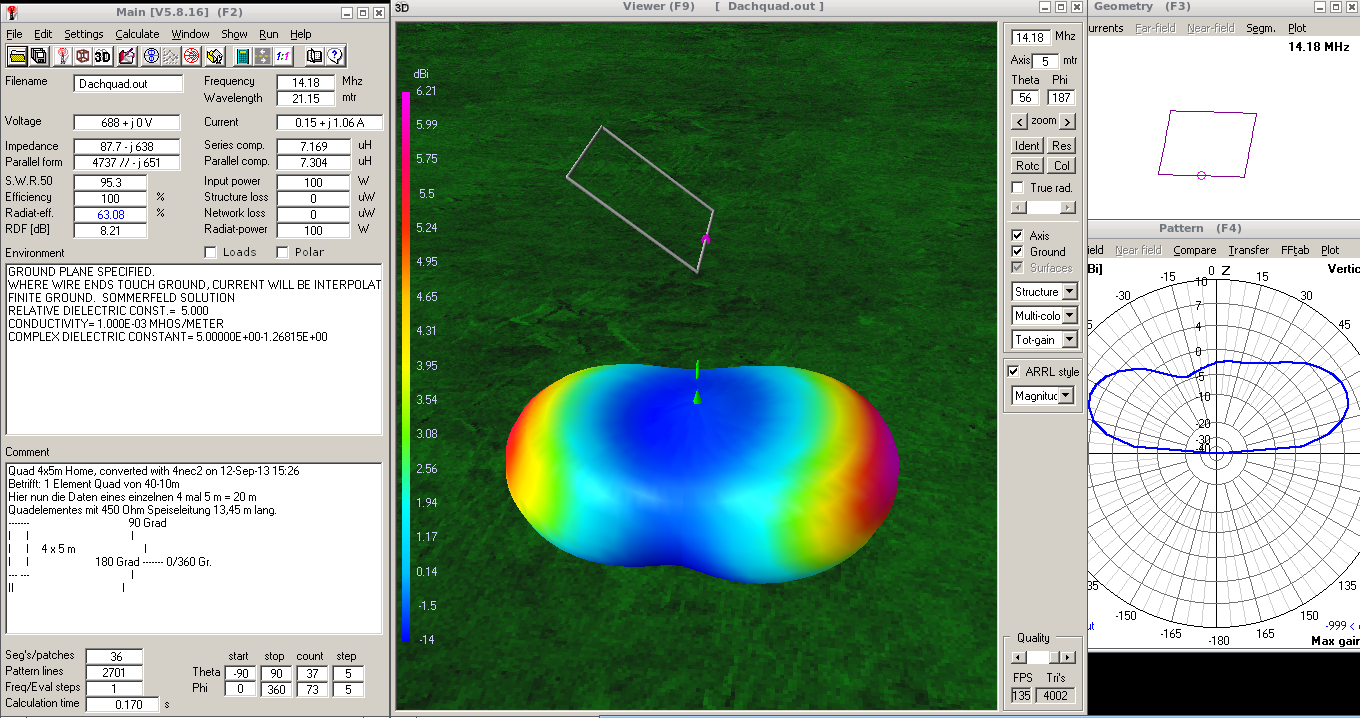 Main [V5.8.16] (F2)
File Edit Settings Calculate Window Show Run Help
3D 1:1
Filename Dachquad.out Frequency 14.18 Mhz
Wavelength 21.15 mtr
Voltage 688 + j 0 V Current 0.15 + j 1.06 A
Impedance 87.7 - j 638 Series comp. 7.169 uH
Parallel form 4737 // - j 651 Parallel comp. 7.304 uH
S.W.R.50 95.3 Input power 100 W
Efficiency 100 % Structure loss 0 uW
Radiat-eff. 63.08 % Network loss 0 uW
RDF [dB] 8.21 Radiat-power 100 W
Environment Loads Polar
GROUND PLANE SPECIFIED.
WHERE WIRE ENDS TOUCH GROUND, CURRENT WILL BE INTERPOLAT
FINITE GROUND. SOMMERFELD SOLUTION
RELATIVE DIELECTRIC CONST.= 5.000
CONDUCTIVITY= 1.000E-03 MHOS/METER
COMPLEX DIELECTRIC CONSTANT= 5.00000E+00-1.26815E+00
Comment
Quad 4x5m Home, converted with 4nec2 on 12-Sep-13 15:26
Betrifft: 1 Element Quad von 40-10m
Hier nun die Daten eines einzelnen 4 mal 5 m = 20 m
Quadelementes mit 450 Ohm Speiseleitung 13,45 m lang.
------- 90 Grad
| | |
| | 4 x 5 m |
| | 180 Grad ------- 0/360 Gr.
--- --- |
|| |
Seg's/patches 36 start stop count step
Pattern lines 2701 Theta -90 90 37 5
Freq/Eval steps 1 Phi 0 360 73 5
Calculation time 0.170 s
3D Viewer (F9) [ Dachquad.out ]
dBi
6.21
5.99
5.75
5.5
5.24
4.95
4.65
4.31
3.95
3.54
3.08
2.56
1.94
1.17
0.14
-1.5
-14
14.18 Mhz
Axis 5 mtr
Theta Phi
56 187
< zoom >
Ident Res
Rotc Col
True rad.
Axis
Ground
Surfaces
Structure
Multi-colo
Tot-gain
ARRL style
Magnituc
Quality
FPS Tri's
135 4002
Geometry (F3)
urrents Far-field Near-field Segm. Plot
14.18 MHz
Pattern (F4)
ield Near field Compare Transfer FFtab Plot
Bi] 0 Z Vertic
-15 15
-30 10 30
7
45
4
0
-5
-10
-20
-30
-40
35 135
-150 150
-165 165
-180
ut -999 <
Max gair